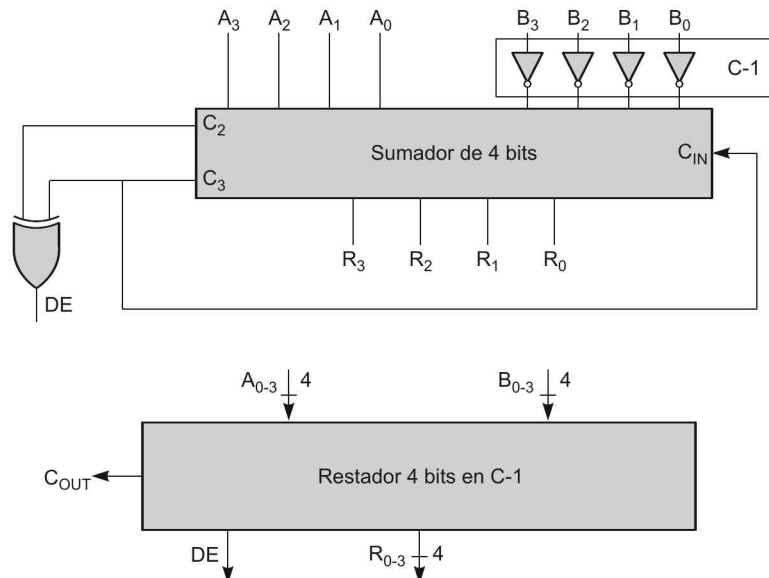 A3 A2 A1 A0 B3 B2 B1 B0
C-1
C2
Sumador de 4 bits
CIN
C3
R3 R2 R1 R0
DE
A0-3 4 B0-3 4
Restador 4 bits en C-1
COUT
DE R0-3 4